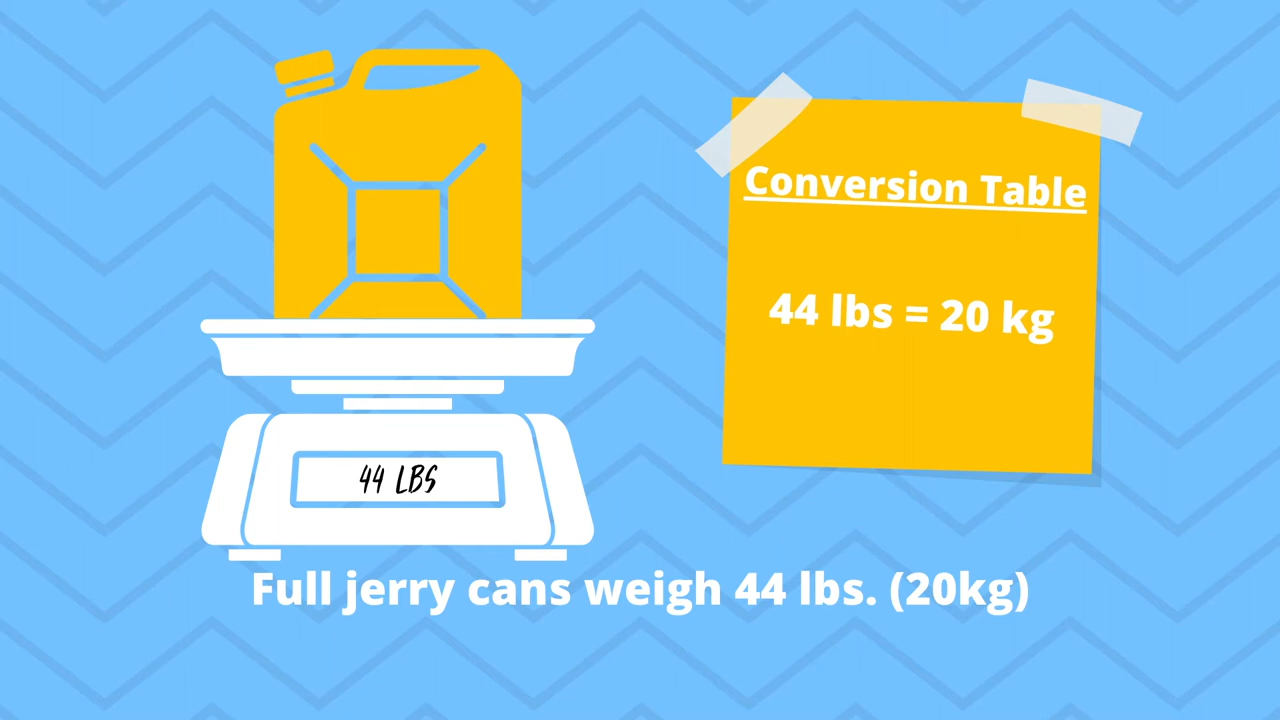 Conversion Table
44 lbs = 20 kg
44 LBS
Full jerry cans weigh 44 lbs. (20kg)